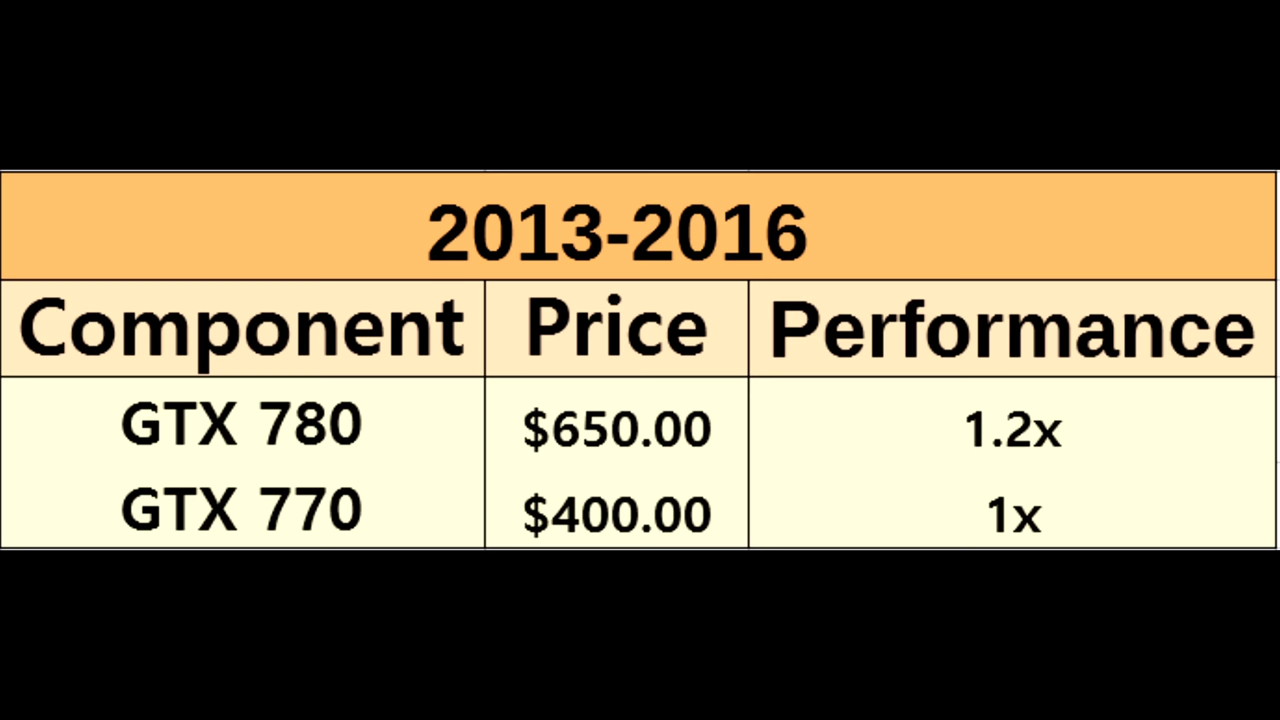 2013-2016
Component Price Performance
GTX 780 $650.00 1.2x
GTX 770 $400.00 1x